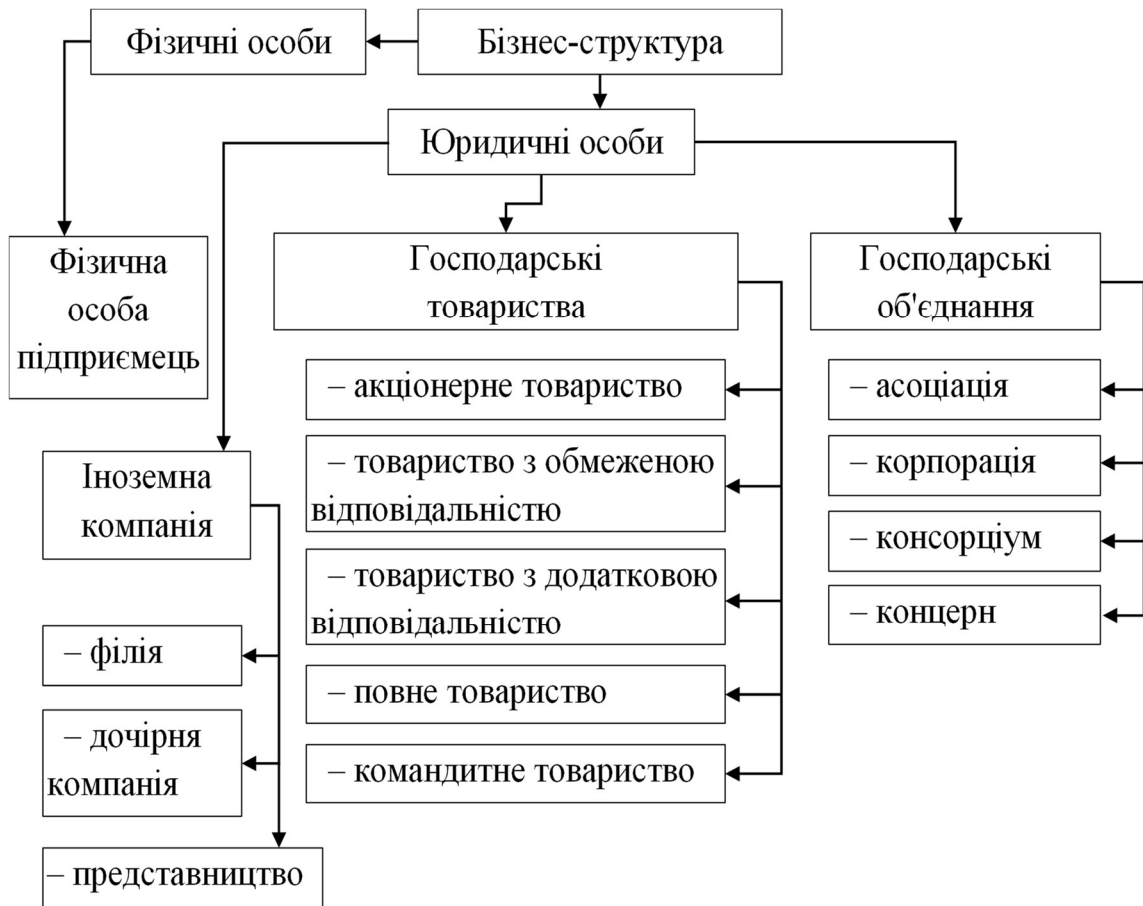 Фізичні особи
Бізнес-структура
Юридичні особи
Фізична
особа
підприємець
Господарські
товариства
Господарські
об'єднання
– акціонерне товариство
– товариство з обмеженою
відповідальністю
– товариство з додатковою
відповідальністю
– повне товариство
– командитне товариство
– асоціація
– корпорація
– консорціум
– концерн
Іноземна
компанія
– філія
– дочірня
компанія
– представництво